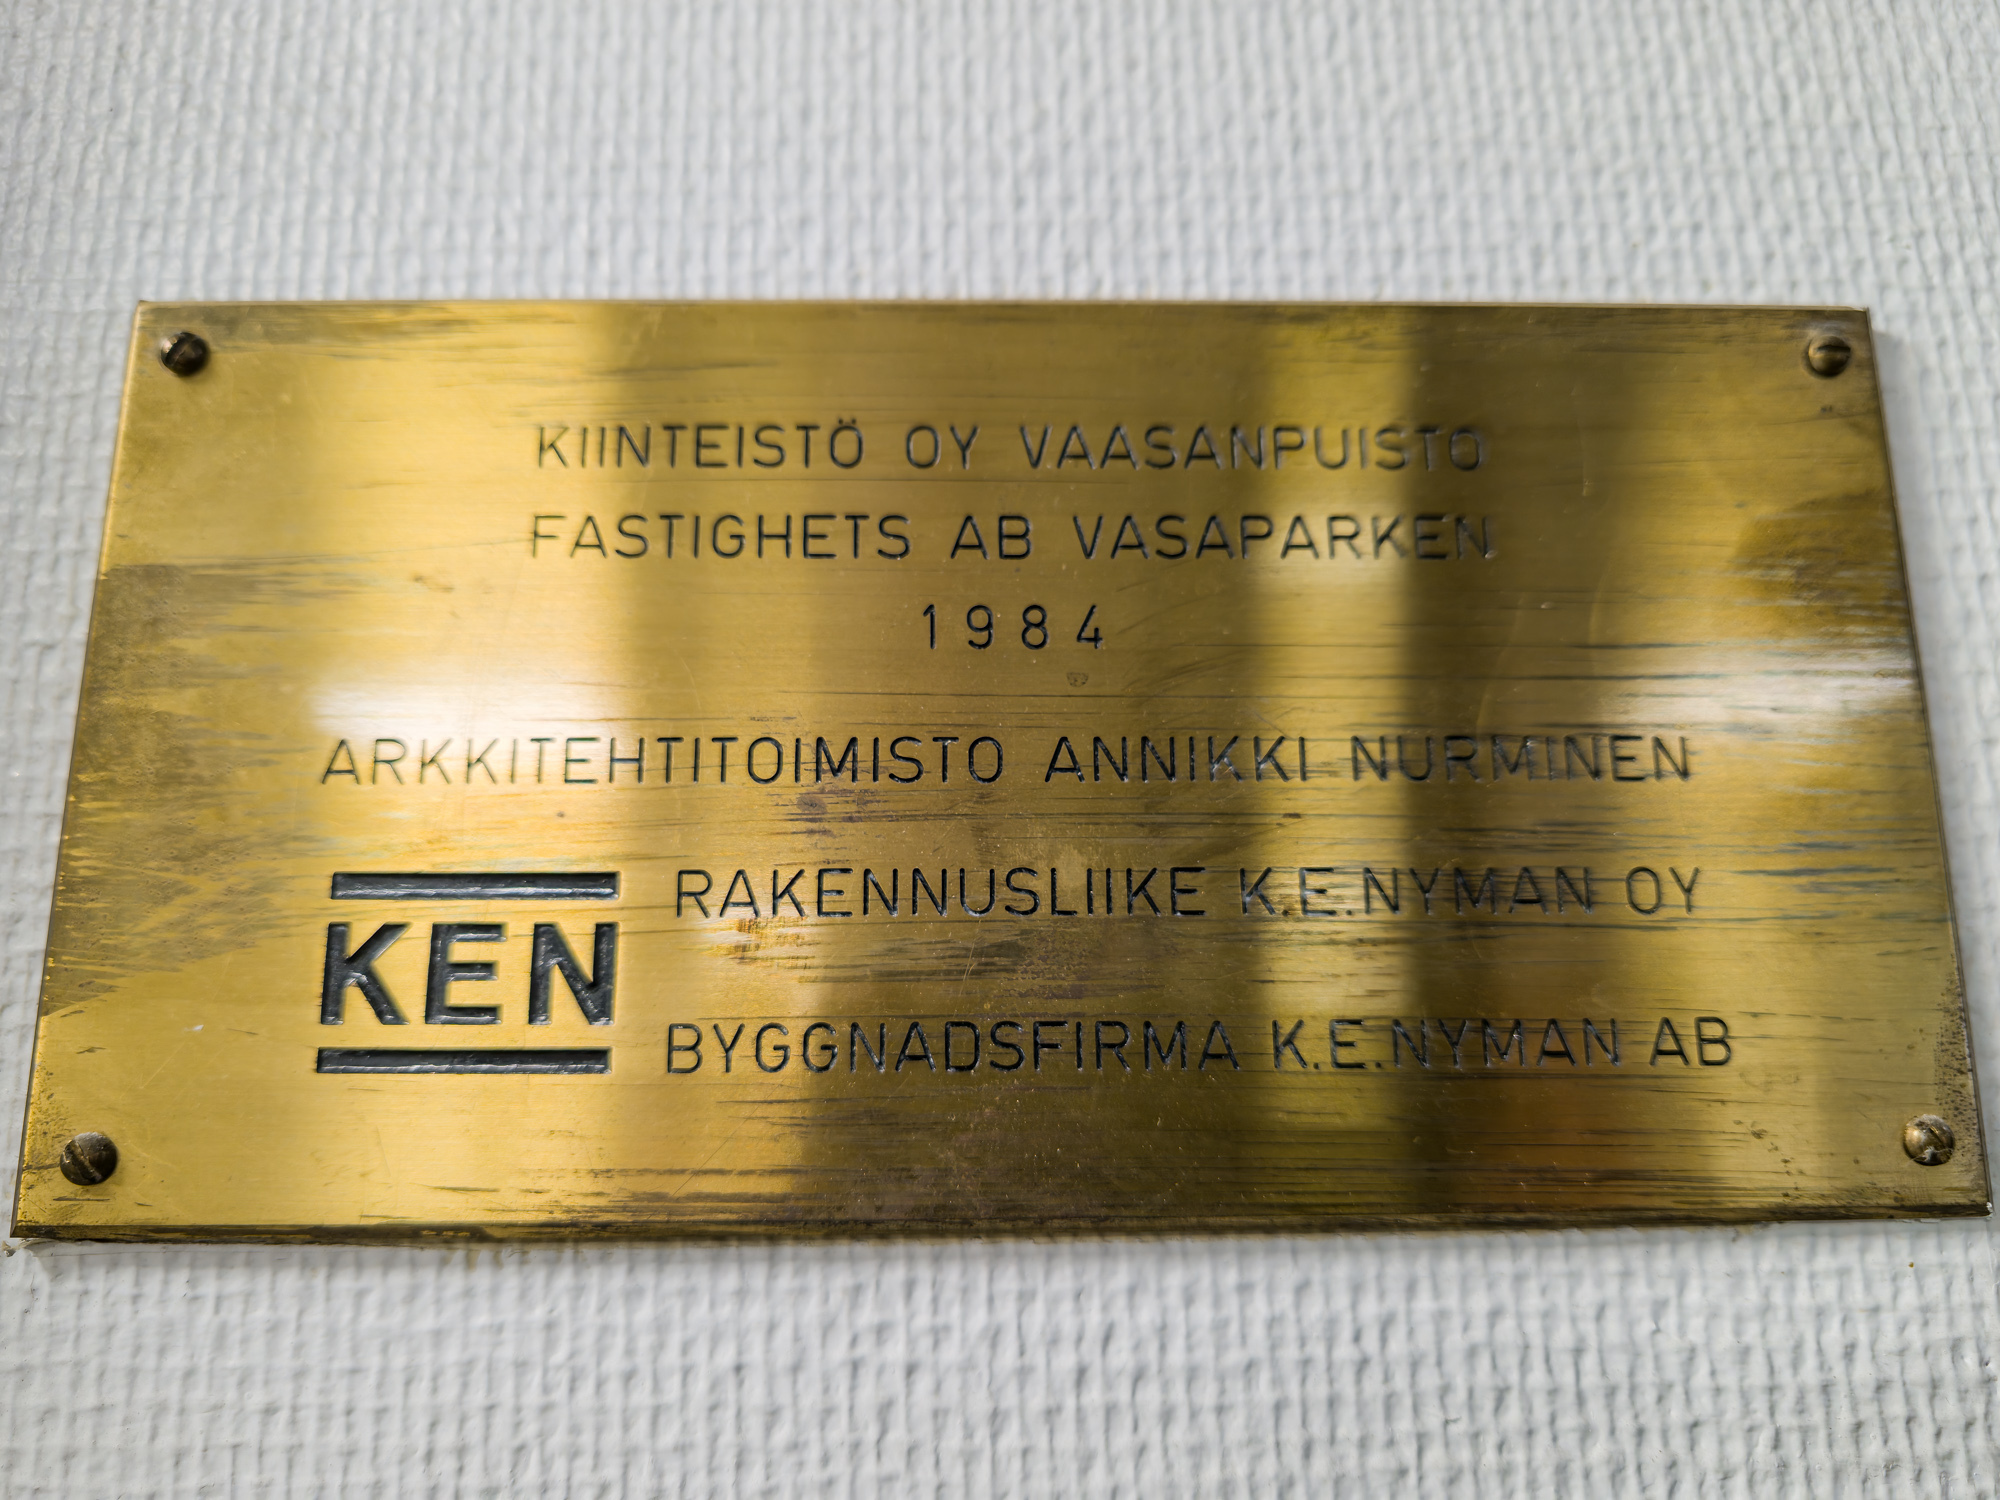 KIINTEISTÖ OY VAASANPUISTO
FASTIGHETS AB VASAPARKEN
1984
ARKKITEHTITOIMISTO ANNIKKI NURMINEN
KEN
RAKENNUSLIIKE K.E.NYMAN OY
BYGGNADSFIRMA K.E.NYMAN AB